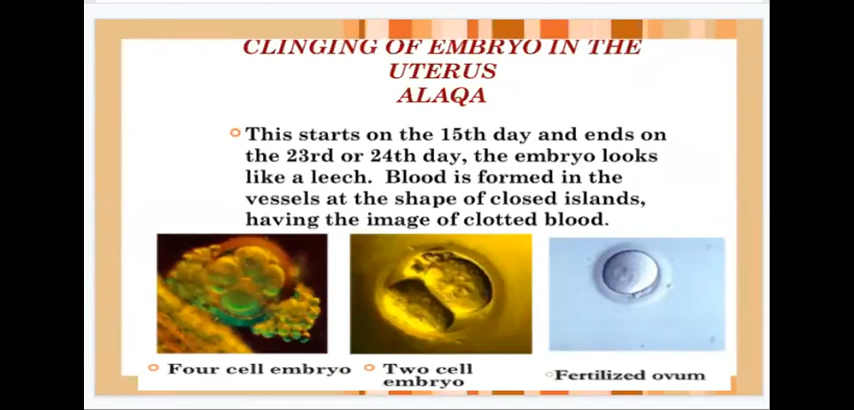 CLINGING OF EMBRYO IN THE
UTERUS
ALAQA
This starts on the 15th day and ends on
the 23rd or 24th day, the embryo looks
like a leech. Blood is formed in the
vessels at the shape of closed islands,
having the image of clotted blood.
Four cell embryo
Two cell
embryo
Fertilized ovum